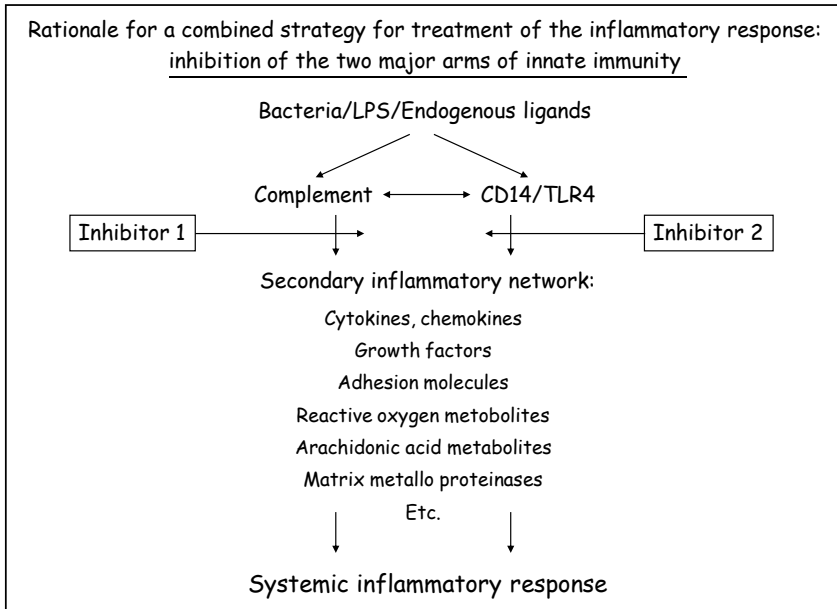 Rationale for a combined strategy for treatment of the inflammatory response:
inhibition of the two major arms of innate immunity
Bacteria/LPS/Endogenous ligands
Complement CD14/TLR4
Inhibitor 1 Inhibitor 2
Secondary inflammatory network:
Cytokines, chemokines
Growth factors
Adhesion molecules
Reactive oxygen metobolites
Arachidonic acid metabolites
Matrix metallo proteinases
Etc.
Systemic inflammatory response